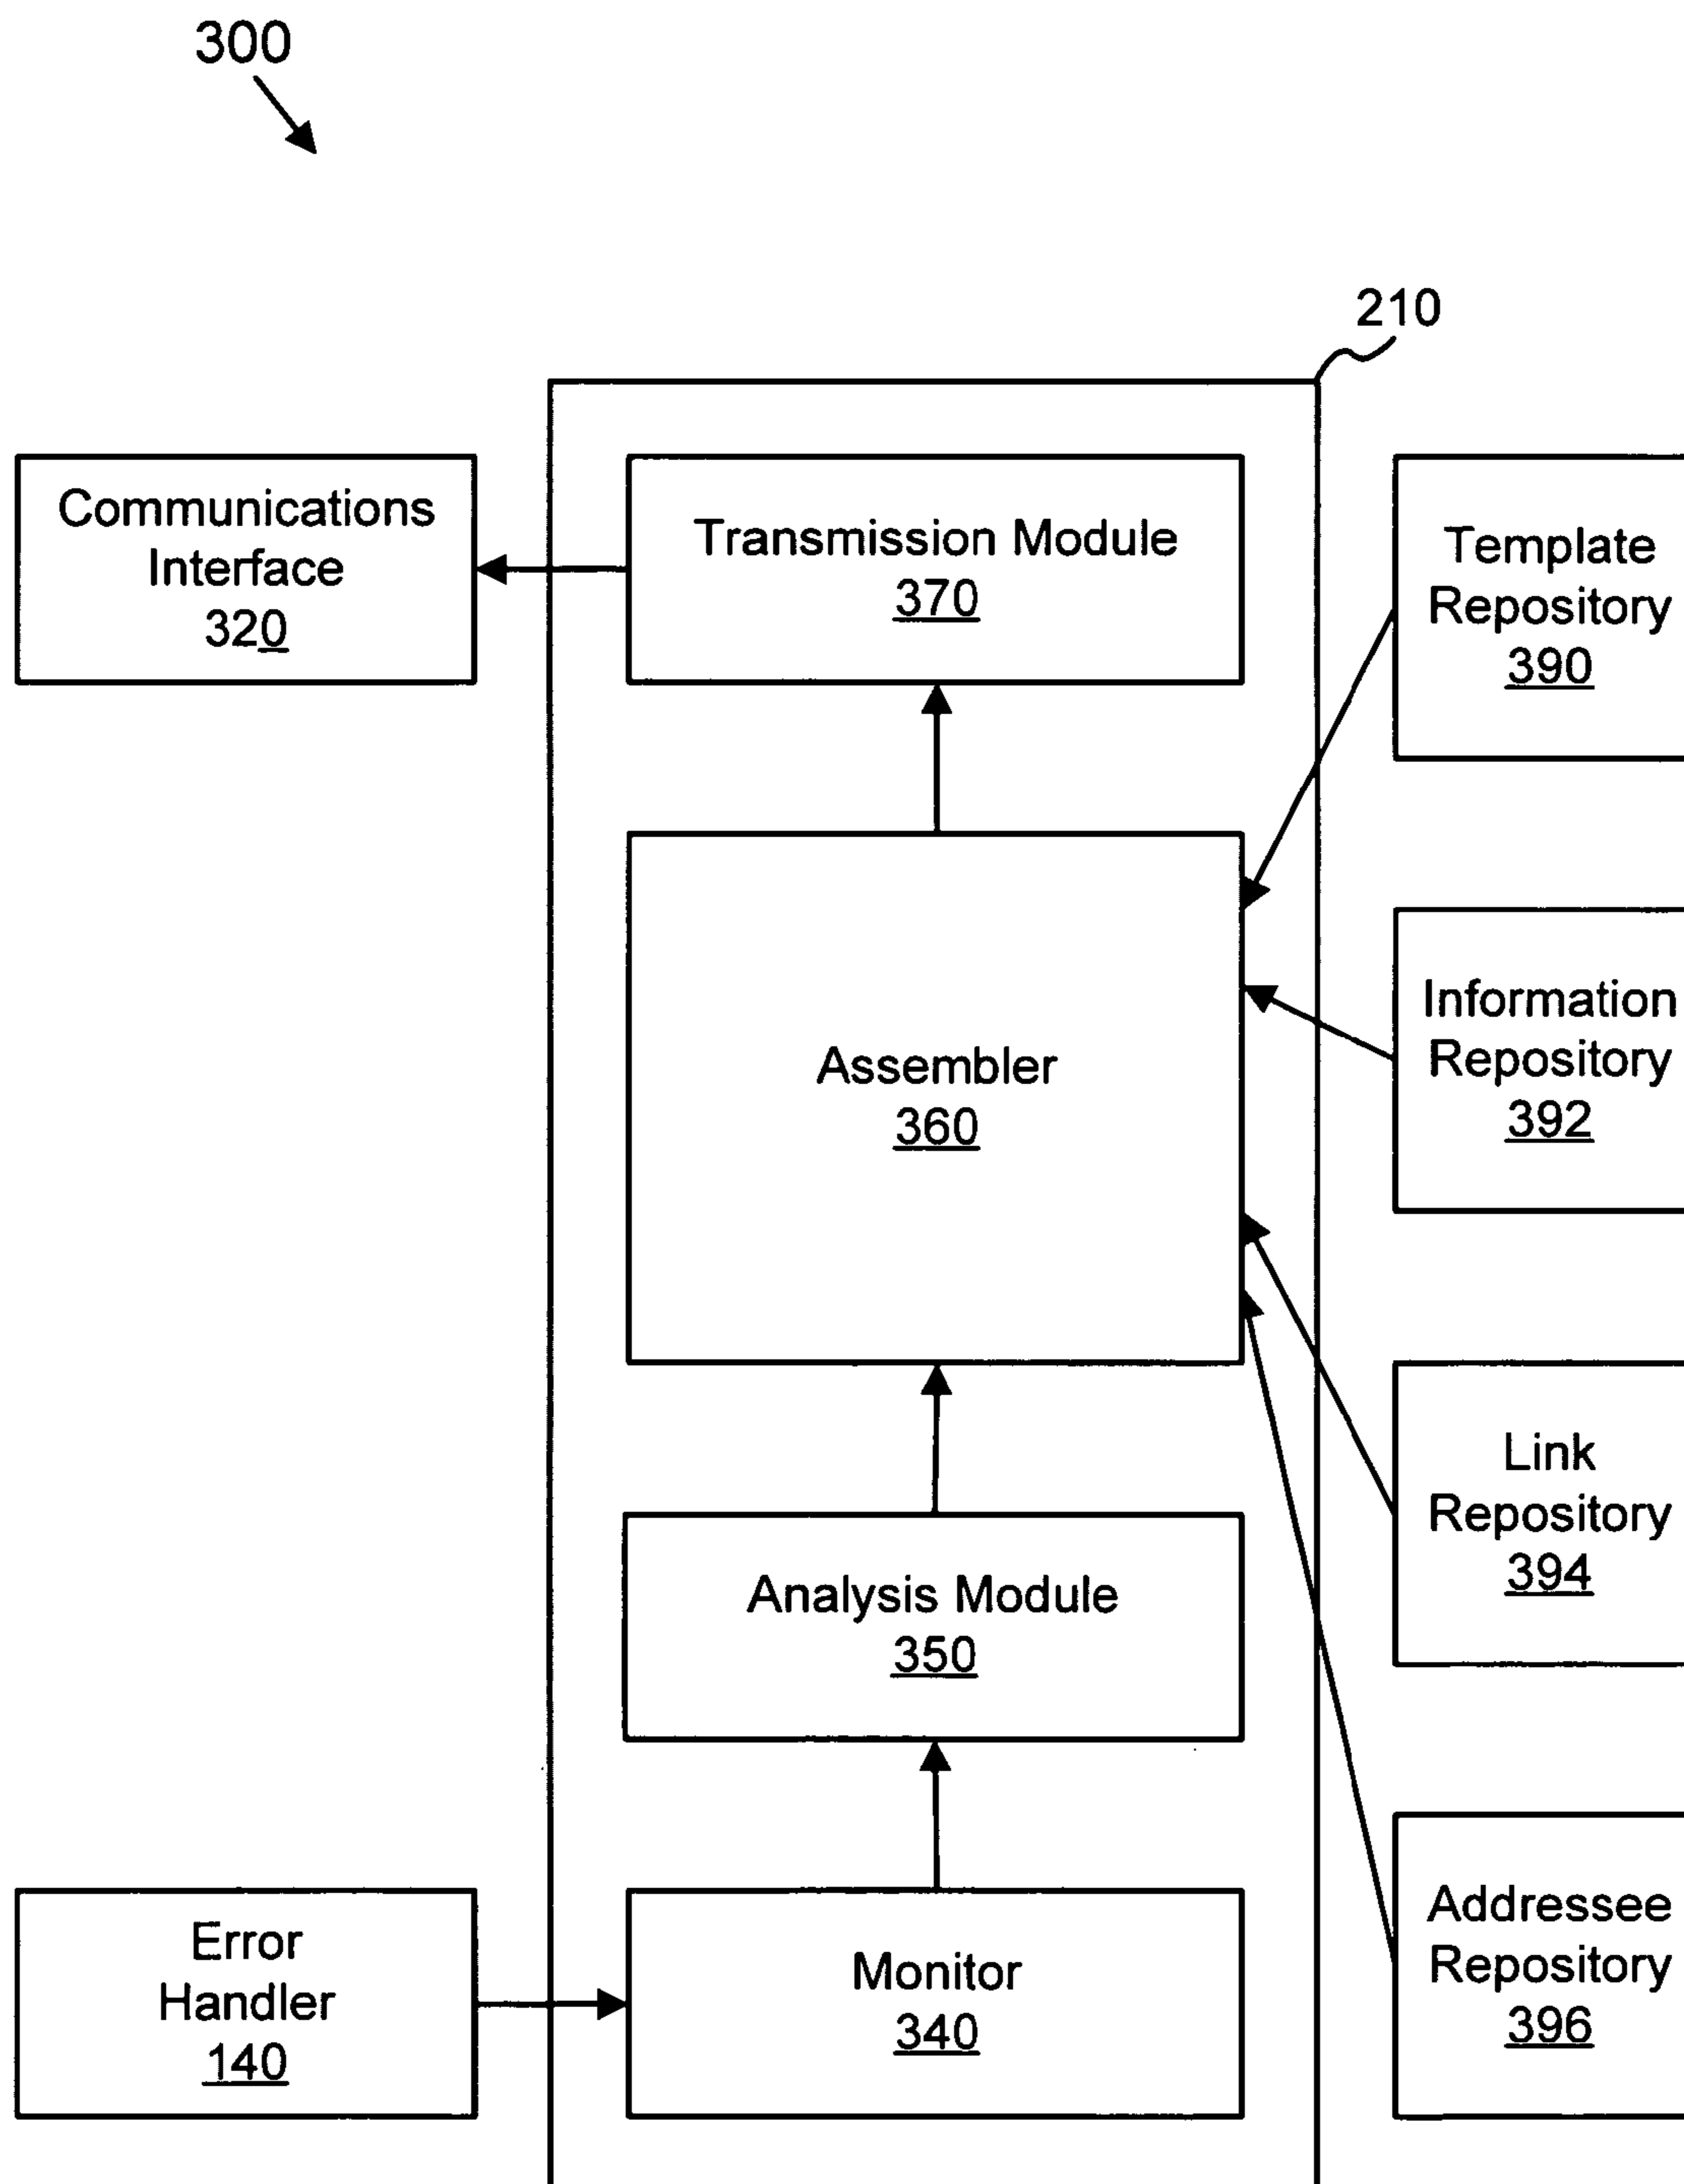 300
210
Communications
Interface
320
Transmission Module
370
Template
Repository
390
Assembler
360
Information
Repository
392
Link
Repository
394
Analysis Module
350
Error
Handler
140
Monitor
340
Addressee
Repository
396